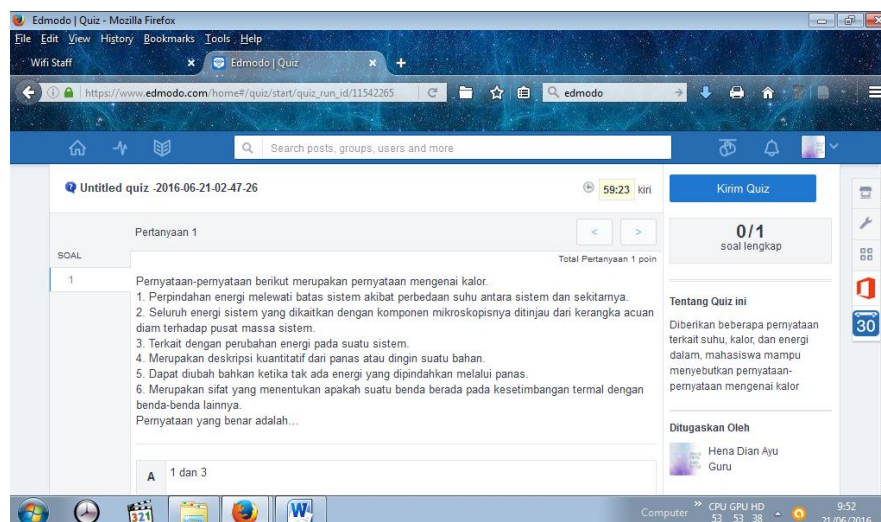 Edmodo | Quiz - Mozilla Firefox
File Edit View History Bookmarks Tools Help
Wifi Staff
Edmodo | Quiz
https://www.edmodo.com/home#/quiz/start/quiz_run_id/11542265
edmodo
Search posts, groups, users and more
Untitled quiz -2016-06-21-02-47-26
59:23 kiri
Kirim Quiz
Pertanyaan 1
< >
0/1
soal lengkap
SOAL
Total Pertanyaan 1 poin
1
Pernyataan-pernyataan berikut merupakan pernyataan mengenai kalor.
1. Perpindahan energi melewati batas sistem akibat perbedaan suhu antara sistem dan sekitarnya.
2. Seluruh energi sistem yang dikaitkan dengan komponen mikroskopisnya ditinjau dari kerangka acuan
diam terhadap pusat massa sistem.
3. Terkait dengan perubahan energi pada suatu sistem.
4. Merupakan deskripsi kuantitatif dari panas atau dingin suatu bahan.
5. Dapat diubah bahkan ketika tak ada energi yang dipindahkan melalui panas.
6. Merupakan sifat yang menentukan apakah suatu benda berada pada kesetimbangan termal dengan
benda-benda lainnya.
Pernyataan yang benar adalah...
A 1 dan 3
Tentang Quiz ini
Diberikan beberapa pernyataan
terkait suhu, kalor, dan energi
dalam, mahasiswa mampu
menyebutkan pernyataan-
pernyataan mengenai kalor
Ditugaskan Oleh
Hena Dian Ayu
Guru
30
321
W
Computer
CPU GPU HD
53 53 38
9:52
21/06/2016